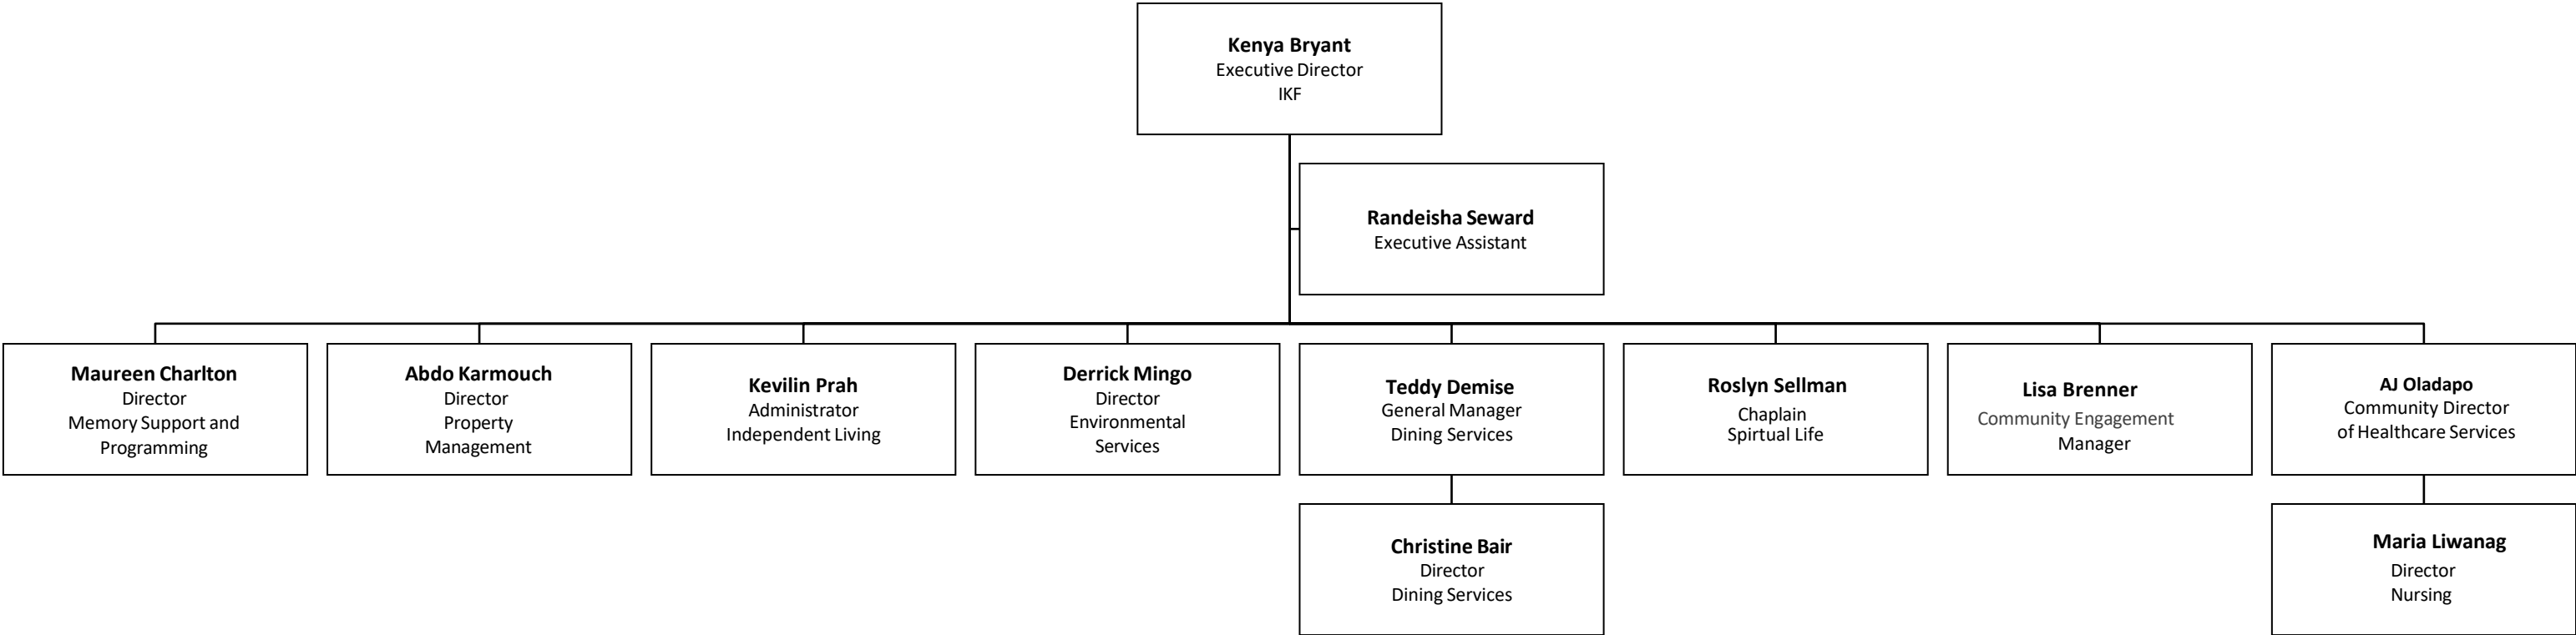 Kenya Bryant
Executive Director
IKF
Randeisha Seward
Executive Assistant
Maureen Charlton
Director
Memory Support and
Programming
Abdo Karmouch
Director
Property
Management
Kevilin Prah
Administrator
Independent Living
Derrick Mingo
Director
Environmental
Services
Teddy Demise
General Manager
Dining Services
Roslyn Sellman
Chaplain
Spirtual Life
Lisa Brenner
Community Engagement
Manager
AJ Oladapo
Community Director
of Healthcare Services
Christine Bair
Director
Dining Services
Maria Liwanag
Director
Nursing